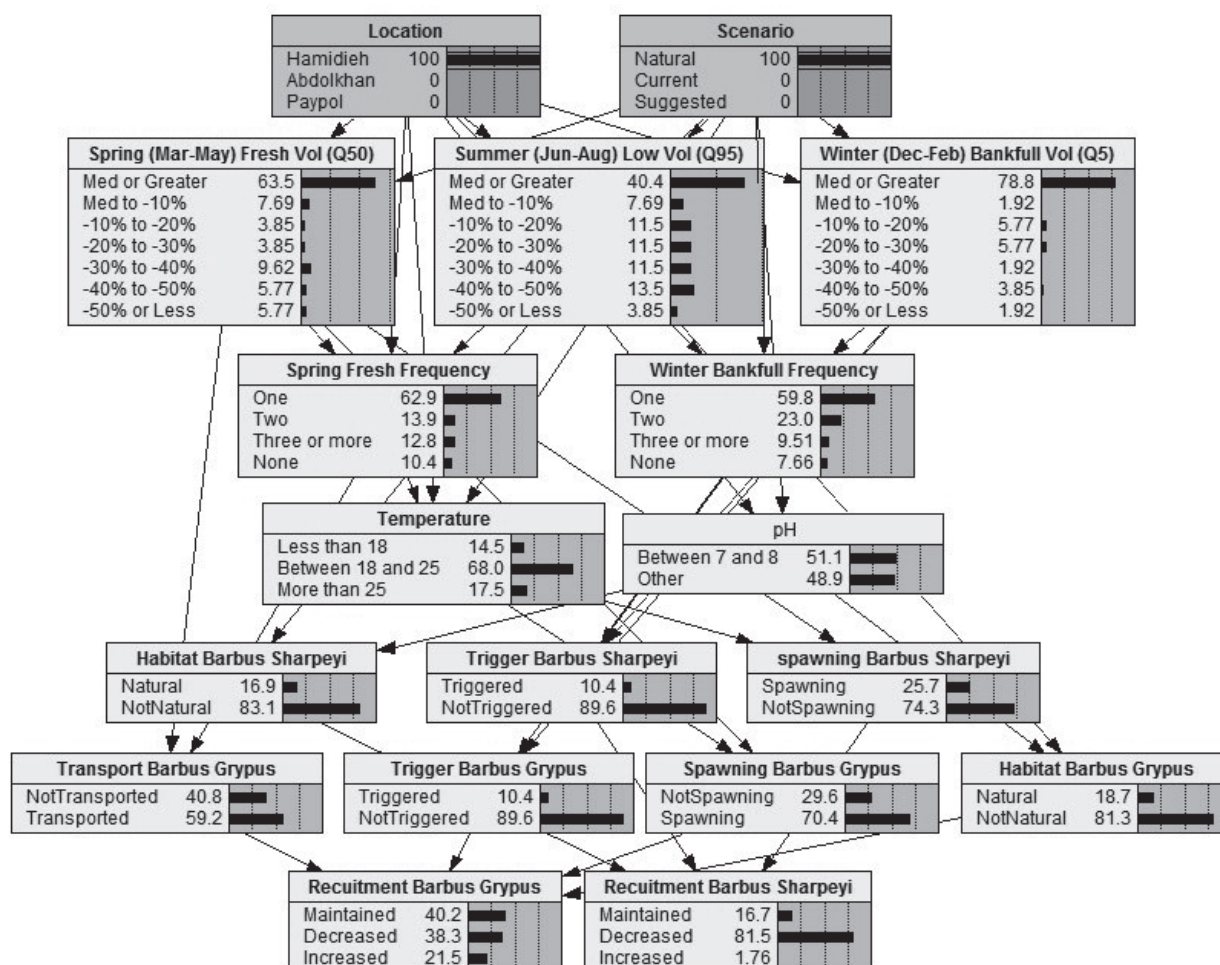 Location
Hamidieh 100
Abdolkhan 0
Paypol 0
Scenario
Natural 100
Current 0
Suggested 0
Spring (Mar-May) Fresh Vol (Q50)
Med or Greater 63.5
Med to -10% 7.69
-10% to -20% 3.85
-20% to -30% 3.85
-30% to -40% 9.62
-40% to -50% 5.77
-50% or Less 5.77
Summer (Jun-Aug) Low Vol (Q95)
Med or Greater 40.4
Med to -10% 7.69
-10% to -20% 11.5
-20% to -30% 11.5
-30% to -40% 11.5
-40% to -50% 13.5
-50% or Less 3.85
Winter (Dec-Feb) Bankfull Vol (Q5)
Med or Greater 78.8
Med to -10% 1.92
-10% to -20% 5.77
-20% to -30% 5.77
-30% to -40% 1.92
-40% to -50% 3.85
-50% or Less 1.92
Spring Fresh Frequency
One 62.9
Two 13.9
Three or more 12.8
None 10.4
Winter Bankfull Frequency
One 59.8
Two 23.0
Three or more 9.51
None 7.66
Temperature
Less than 18 14.5
Between 18 and 25 68.0
More than 25 17.5
pH
Between 7 and 8 51.1
Other 48.9
Habitat Barbus Sharpeyi
Natural 16.9
NotNatural 83.1
Trigger Barbus Sharpeyi
Triggered 10.4
NotTriggered 89.6
spawning Barbus Sharpeyi
Spawning 25.7
NotSpawning 74.3
Transport Barbus Grypus
NotTransported 40.8
Transported 59.2
Trigger Barbus Grypus
Triggered 10.4
NotTriggered 89.6
Spawning Barbus Grypus
NotSpawning 29.6
Spawning 70.4
Habitat Barbus Grypus
Natural 18.7
NotNatural 81.3
Recuitment Barbus Grypus
Maintained 40.2
Decreased 38.3
Increased 21.5
Recuitment Barbus Sharpeyi
Maintained 16.7
Decreased 81.5
Increased 1.76